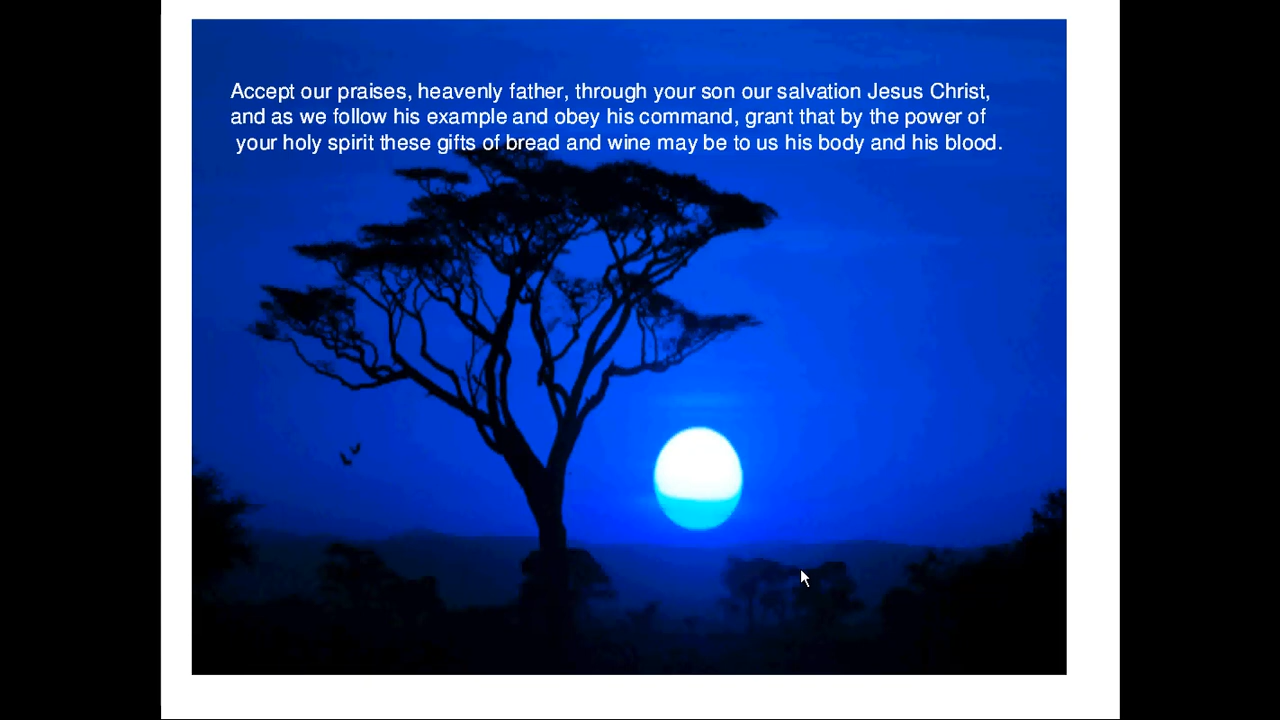 Accept our praises, heavenly father, through your son our salvation Jesus Christ,
and as we follow his example and obey his command, grant that by the power of
your holy spirit these gifts of bread and wine may be to us his body and his blood.